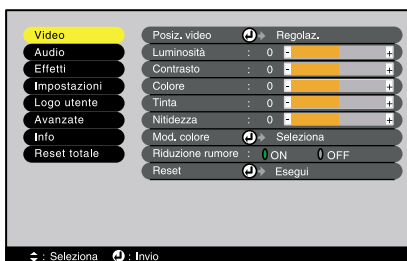 Video
Audio
Effetti
Impostazioni
Logo utente
Avanzate
Info
Reset totale
Posiz. video Regolaz.
Luminosità : 0 - +
Contrasto : 0 - +
Colore : 0 - +
Tinta : 0 - +
Nitidezza : 0 - +
Mod. colore Seleziona
Riduzione rumore : ON OFF
Reset Esegui
: Seleziona : Invio